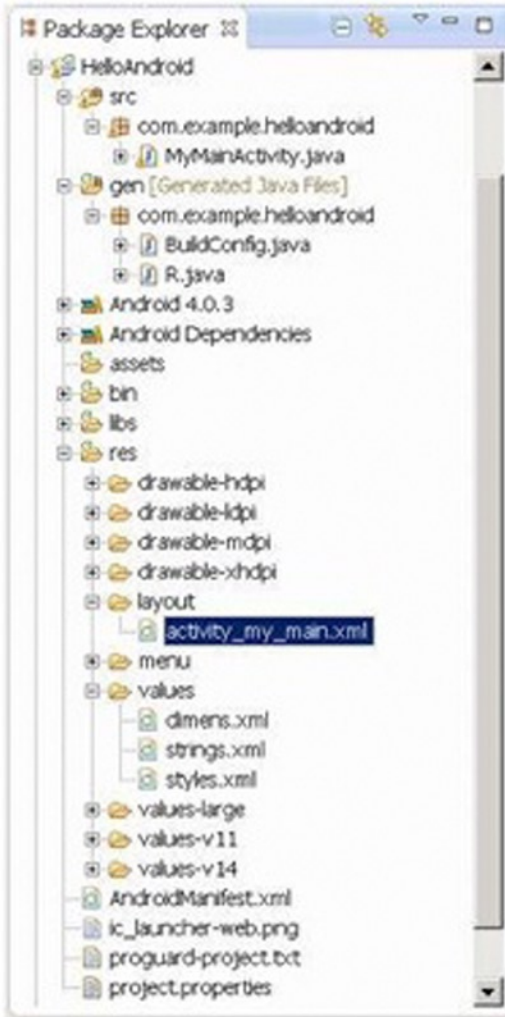 Package Explorer
HelloAndroid
src
com.example.helloandroid
MyMainActivity.java
gen [Generated Java Files]
com.example.helloandroid
BuildConfig.java
R.java
Android 4.0.3
Android Dependencies
assets
bin
libs
res
drawable-hdpi
drawable-ldpi
drawable-mdpi
drawable-xhdpi
layout
activity_my_main.xml
menu
values
dimens.xml
strings.xml
styles.xml
values-large
values-v11
values-v14
AndroidManifest.xml
ic_launcher-web.png
proguard-project.txt
project.properties